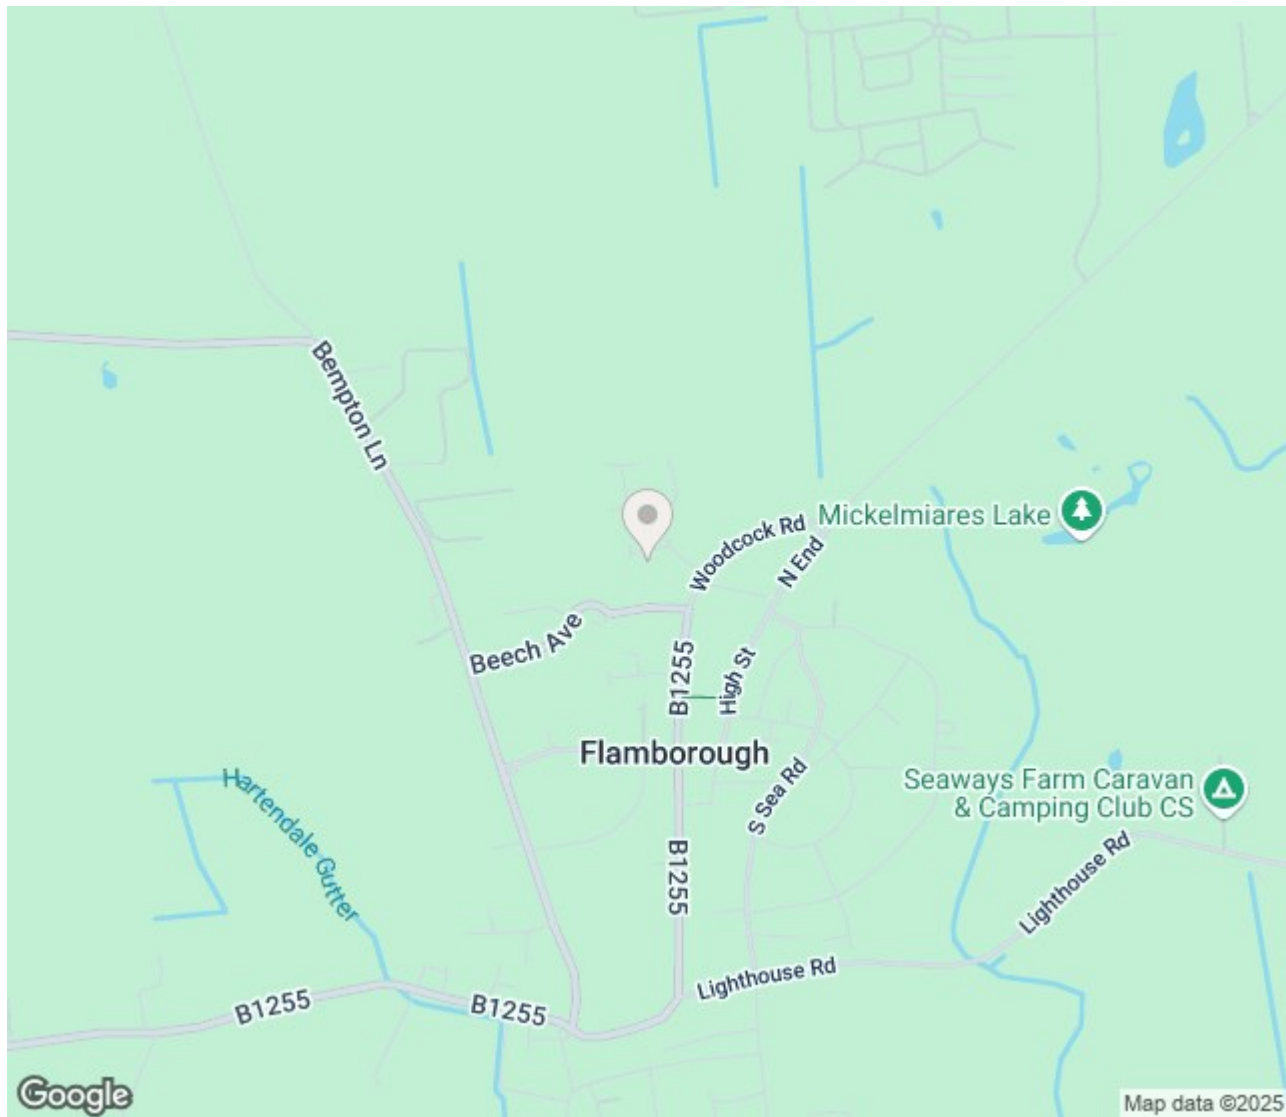 Bempton Ln
Woodcock Rd
Mickelmiares Lake
N End
Beech Ave
B1255
High St
Flamborough
Hartendale Gutter
S Sea Rd
Seaways Farm Caravan
& Camping Club CS
B1255
Lighthouse Rd
Lighthouse Rd
B1255
B1255
Google
Map data ©2025